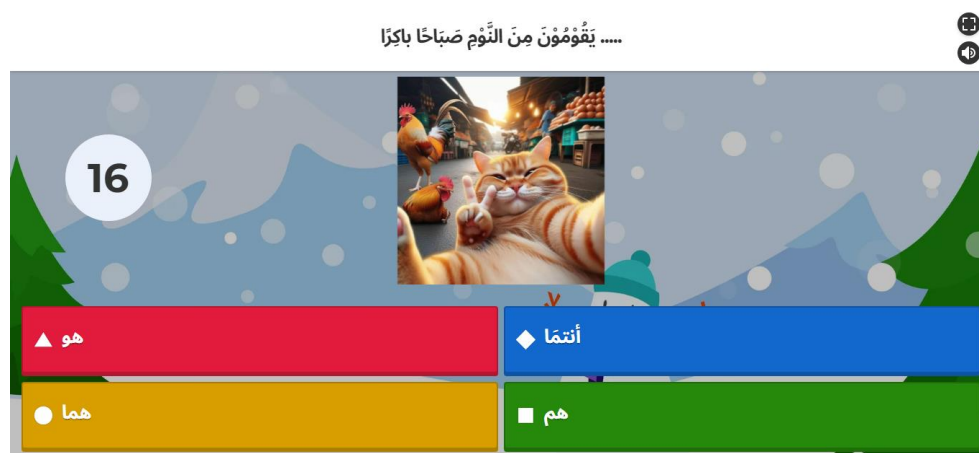 ..... يَقُوْمُوْنَ مِنَ النَّوْمِ صَبَاحًا باكِرًا
16
هو
أنتمَا
هما
هم